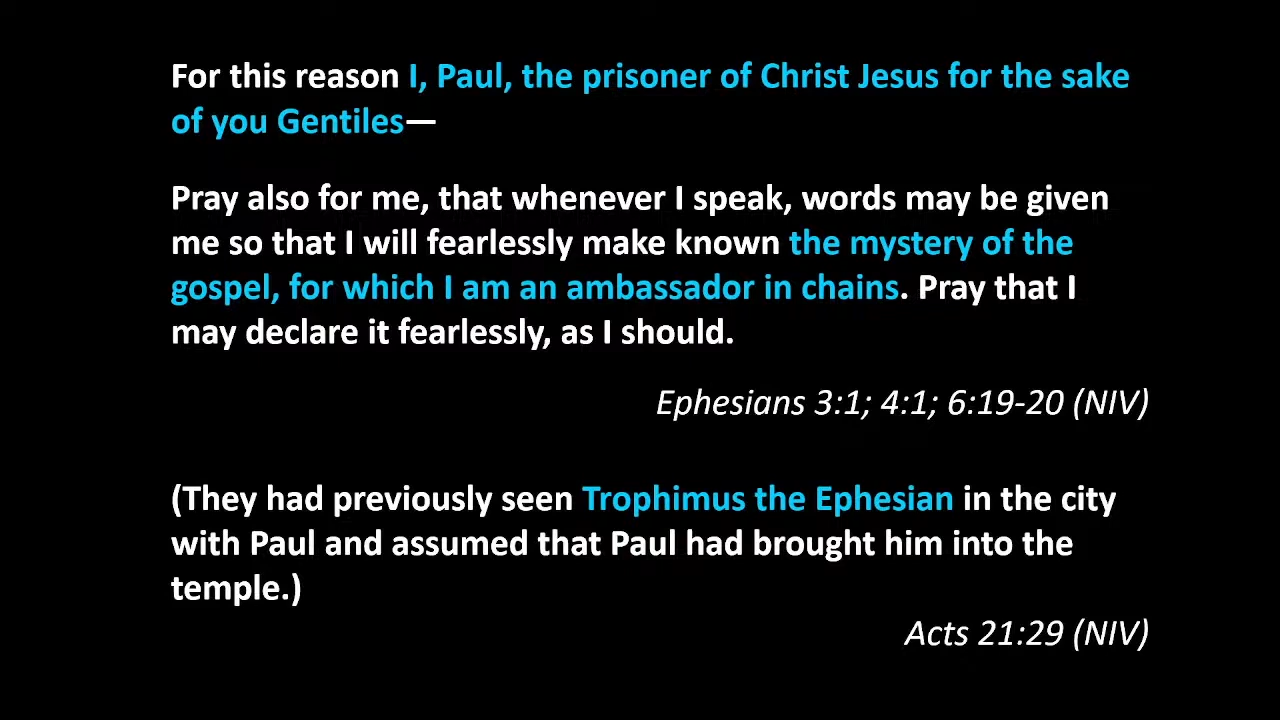 For this reason I, Paul, the prisoner of Christ Jesus for the sake
of you Gentiles—
Pray also for me, that whenever I speak, words may be given
me so that I will fearlessly make known the mystery of the
gospel, for which I am an ambassador in chains. Pray that I
may declare it fearlessly, as I should.
Ephesians 3:1; 4:1; 6:19-20 (NIV)
(They had previously seen Trophimus the Ephesian in the city
with Paul and assumed that Paul had brought him into the
temple.)
Acts 21:29 (NIV)